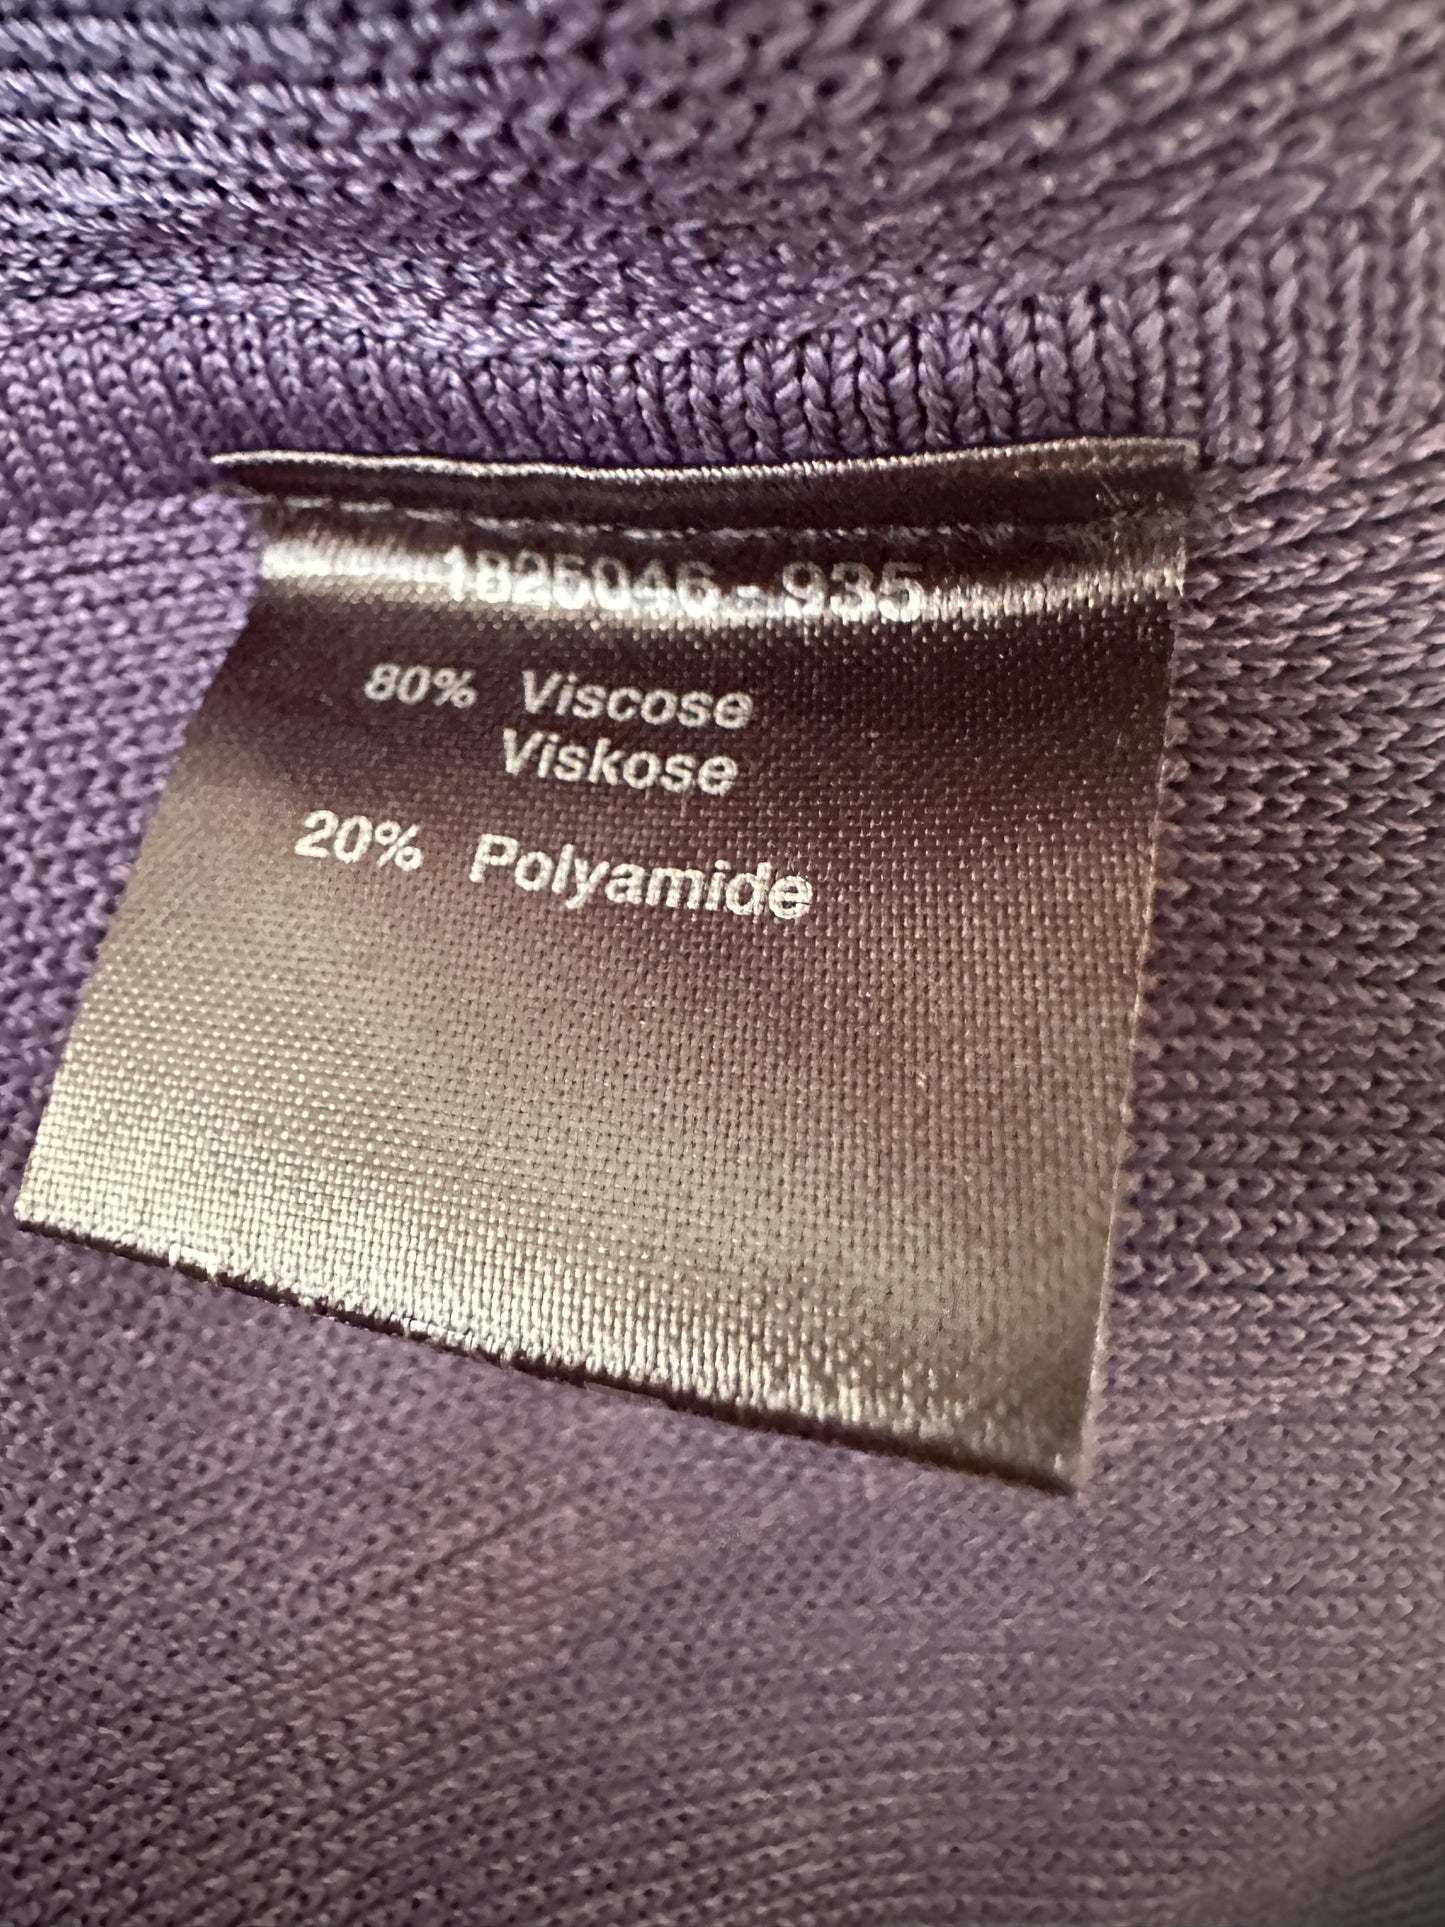 1825046 - 935
80% Viscose
Viskose
20% Polyamide